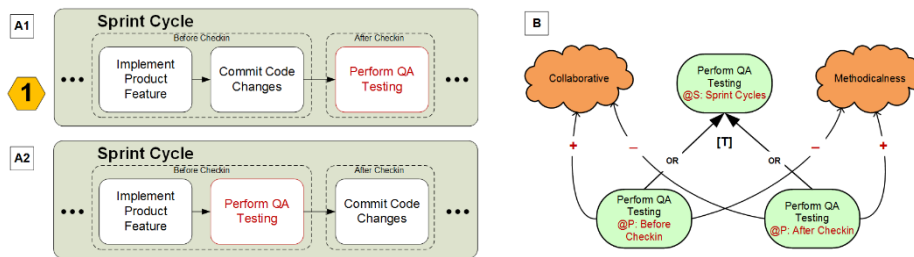 A1
Sprint Cycle
Before Checkin
After Checkin
•••
Implement
Product
Feature
Commit Code
Changes
Perform QA
Testing
•••
1
A2
Sprint Cycle
Before Checkin
After Checkin
•••
Implement
Product
Feature
Perform QA
Testing
Commit Code
Changes
•••
B
Collaborative
Perform QA
Testing
@S: Sprint Cycles
Methodicalness
[T]
+
−
−
+
OR
OR
Perform QA
Testing
@P: Before
Checkin
Perform QA
Testing
@P: After Checkin